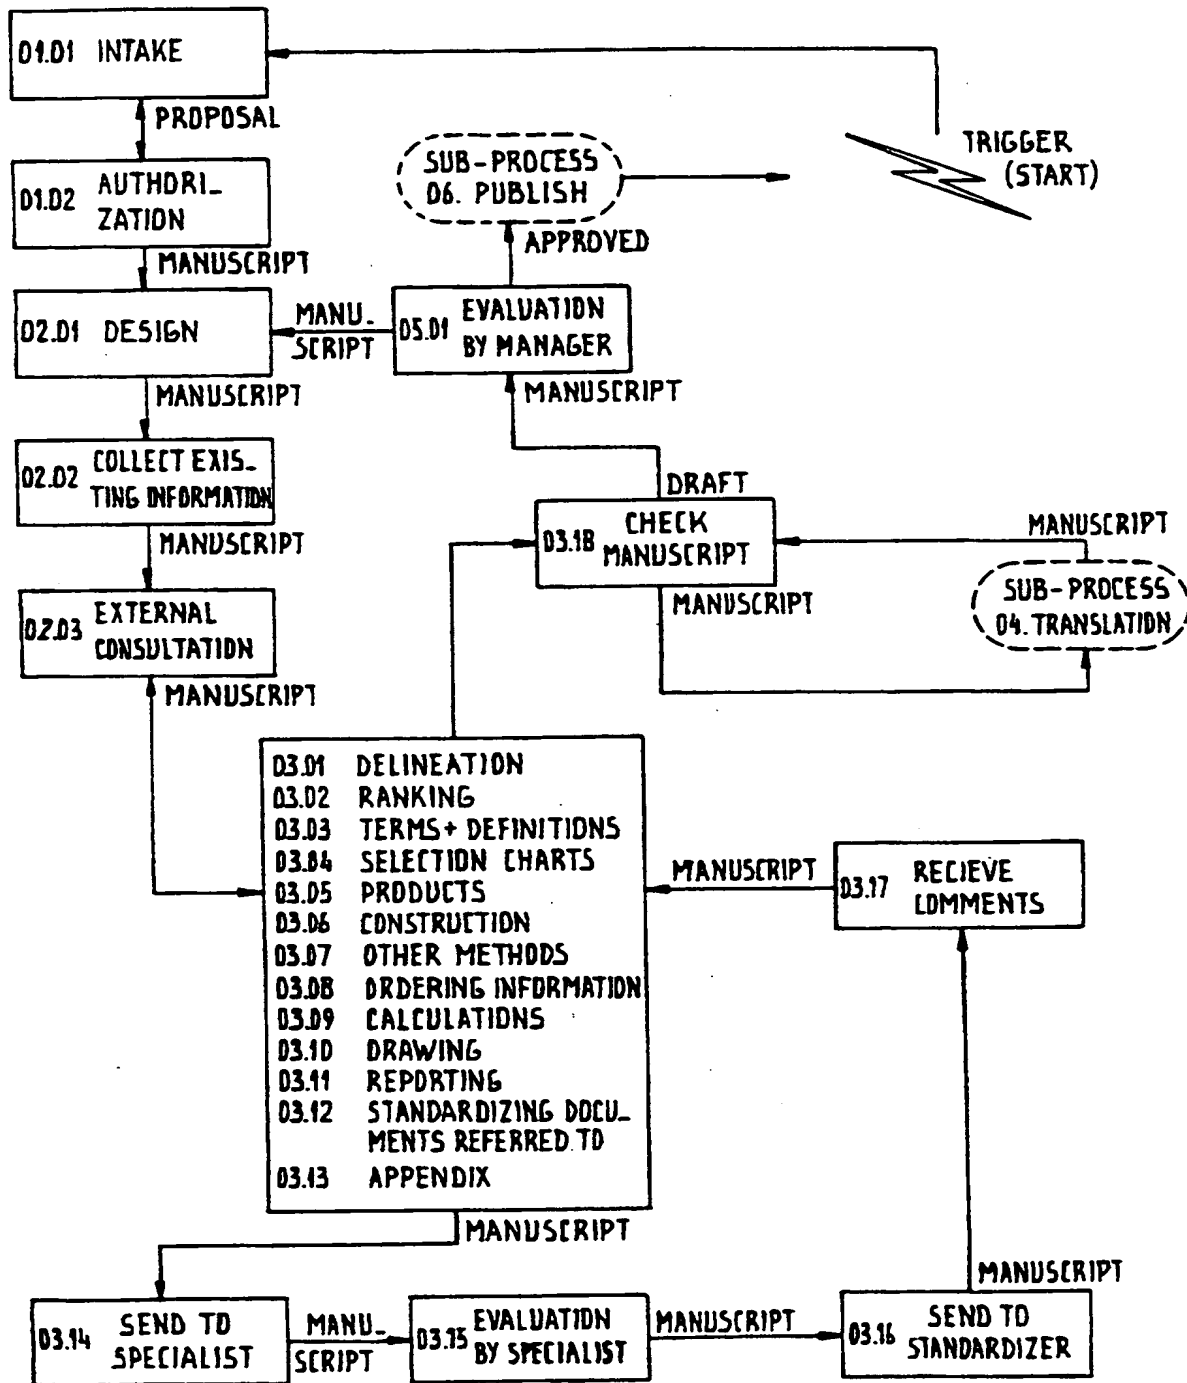 01.01 INTAKE
PROPOSAL
01.02 AUTHORI-
ZATION
MANUSCRIPT
TRIGGER
(START)
SUB-PROCESS
06. PUBLISH
APPROVED
02.01 DESIGN
MANU-
SCRIPT
05.01 EVALUATION
BY MANAGER
MANUSCRIPT
MANUSCRIPT
02.02 COLLECT EXIS-
TING INFORMATION
MANUSCRIPT
DRAFT
03.18 CHECK
MANUSCRIPT
MANUSCRIPT
MANUSCRIPT
SUB-PROCESS
04. TRANSLATION
02.03 EXTERNAL
CONSULTATION
MANUSCRIPT
03.01 DELINEATION
03.02 RANKING
03.03 TERMS+ DEFINITIONS
03.04 SELECTION CHARTS
03.05 PRODUCTS
03.06 CONSTRUCTION
03.07 OTHER METHODS
03.08 ORDERING INFORMATION
03.09 CALCULATIONS
03.10 DRAWING
03.11 REPORTING
03.12 STANDARDIZING DOCU-
MENTS REFERRED TO
03.13 APPENDIX
MANUSCRIPT
03.17 RECIEVE
COMMENTS
MANUSCRIPT
03.14 SEND TO
SPECIALIST
MANU-
SCRIPT
03.15 EVALUATION
BY SPECIALIST
MANUSCRIPT
03.16 SEND TO
STANDARDIZER
MANUSCRIPT